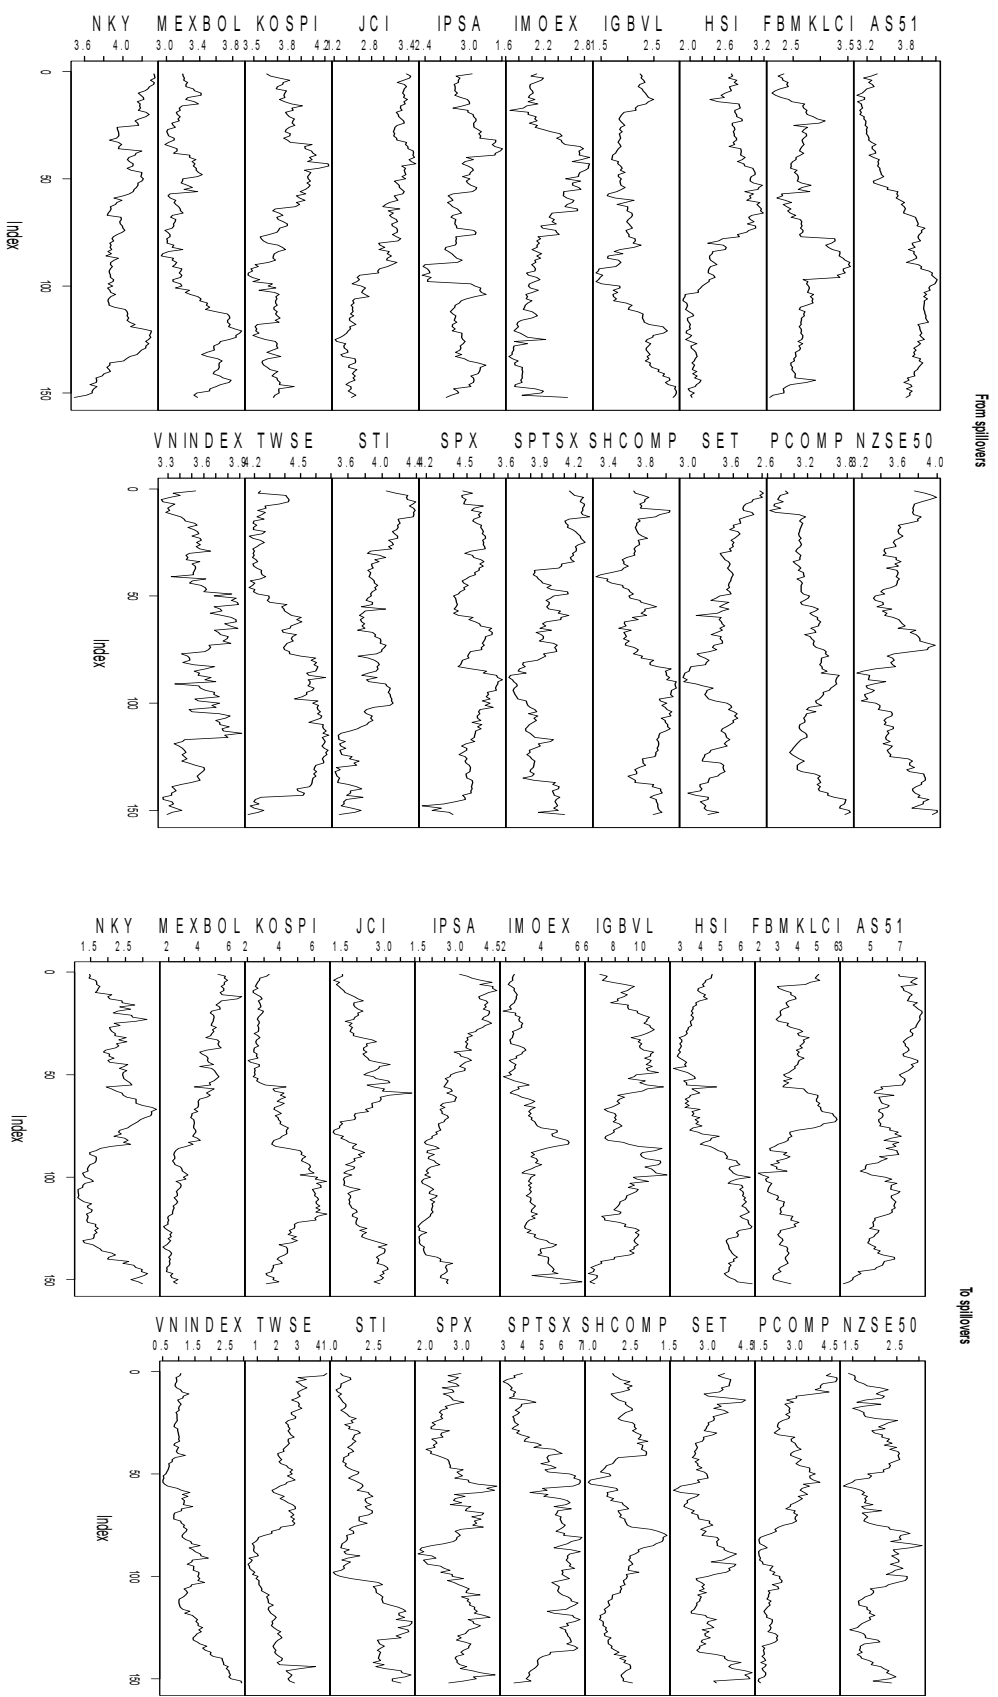 From spillovers
NKY MEXBOL KOSPI JCI IPSA IMOEX IGBVL HSI FBMKLCI AS51
3.6 4.0 3.0 3.4 3.8 3.5 3.8 2.8 3.4 2.4 3.0 1.6 2.2 2.8 1.5 2.5 2.0 2.6 3.2 2.5 3.5 3.2 3.8
0 50 100 150
Index
VNINDEX TWSE STI SPX SPTSX SHCOMP SET PCOMP NZSE50
3.3 3.6 3.9 4.2 4.5 3.6 4.0 4.4 4.2 4.5 3.6 3.9 4.2 3.4 3.8 3.0 3.6 2.6 3.2 3.8 3.2 3.6 4.0
0 50 100 150
Index
To spillovers
NKY MEXBOL KOSPI JCI IPSA IMOEX IGBVL HSI FBMKLCI AS51
1.5 2.5 2 4 6 2 4 6 1.5 3.0 1.5 3.0 4.5 2 4 6 6 8 10 3 4 5 6 2 3 4 5 6 3 5 7
0 50 100 150
Index
VNINDEX TWSE STI SPX SPTSX SHCOMP SET PCOMP NZSE50
0.5 1.5 2.5 1 2 3 4 1.0 2.5 2.0 3.0 3 4 5 6 7 1.0 2.5 1.5 3.0 4.5 1.5 3.0 4.5 1.5 2.5
0 50 100 150
Index